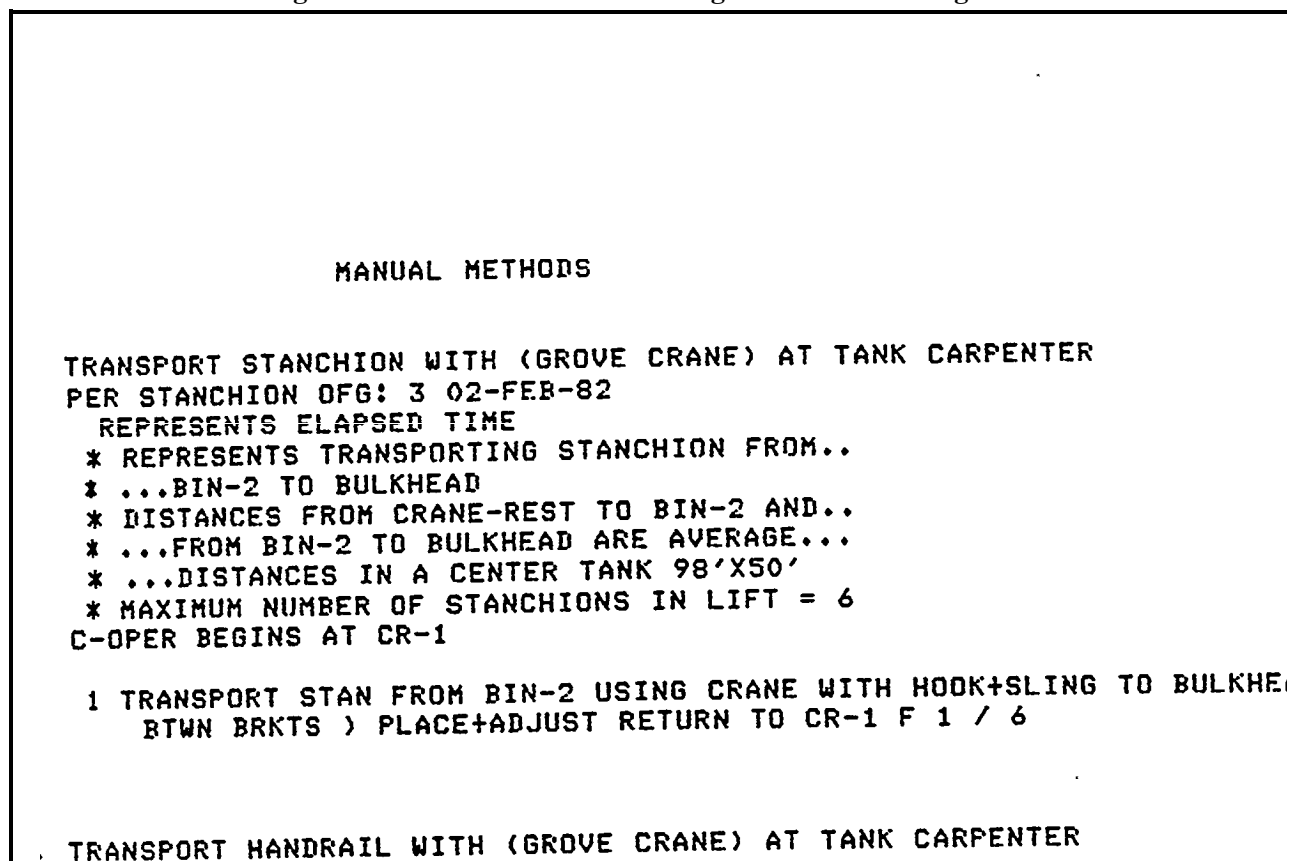 MANUAL METHODS
TRANSPORT STANCHION WITH (GROVE CRANE) AT TANK CARPENTER
PER STANCHION OFG: 3 02-FEB-82
REPRESENTS ELAPSED TIME
* REPRESENTS TRANSPORTING STANCHION FROM..
* ...BIN-2 TO BULKHEAD
* DISTANCES FROM CRANE-REST TO BIN-2 AND..
* ...FROM BIN-2 TO BULKHEAD ARE AVERAGE...
* ...DISTANCES IN A CENTER TANK 98'X50'
* MAXIMUM NUMBER OF STANCHIONS IN LIFT = 6
C-OPER BEGINS AT CR-1
1 TRANSPORT STAN FROM BIN-2 USING CRANE WITH HOOK+SLING TO
BTWN BRKTS > PLACE+ADJUST RETURN TO CR-1 F 1 / 6
TRANSPORT HANDRAIL WITH (GROVE CRANE) AT TANK CARPENTER